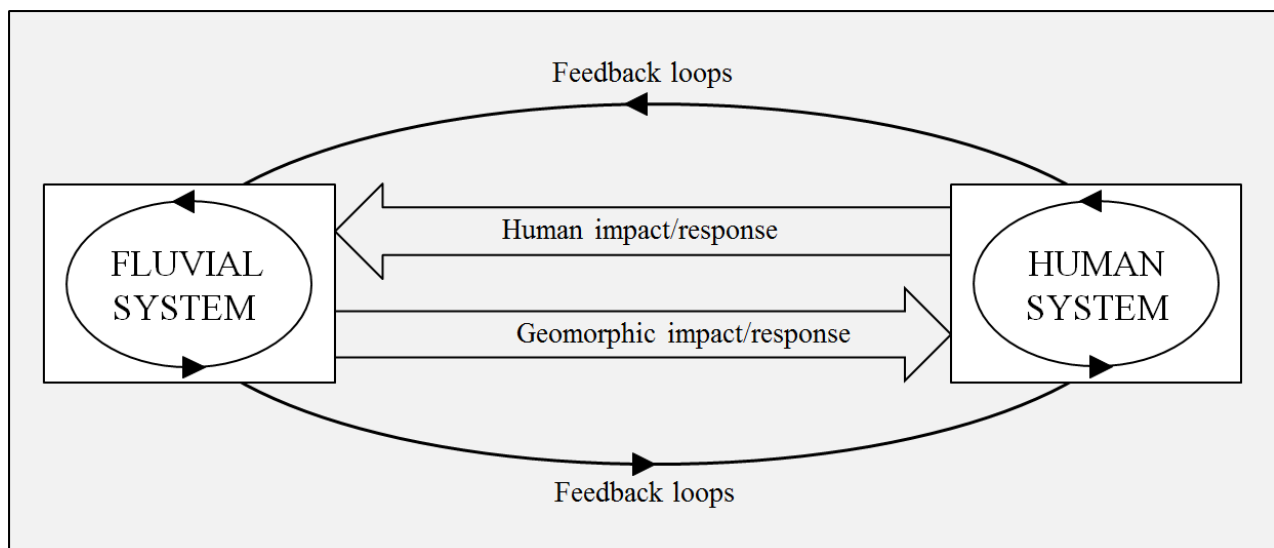 Feedback loops
Human impact/response
FLUVIAL
SYSTEM
HUMAN
SYSTEM
Geomorphic impact/response
Feedback loops